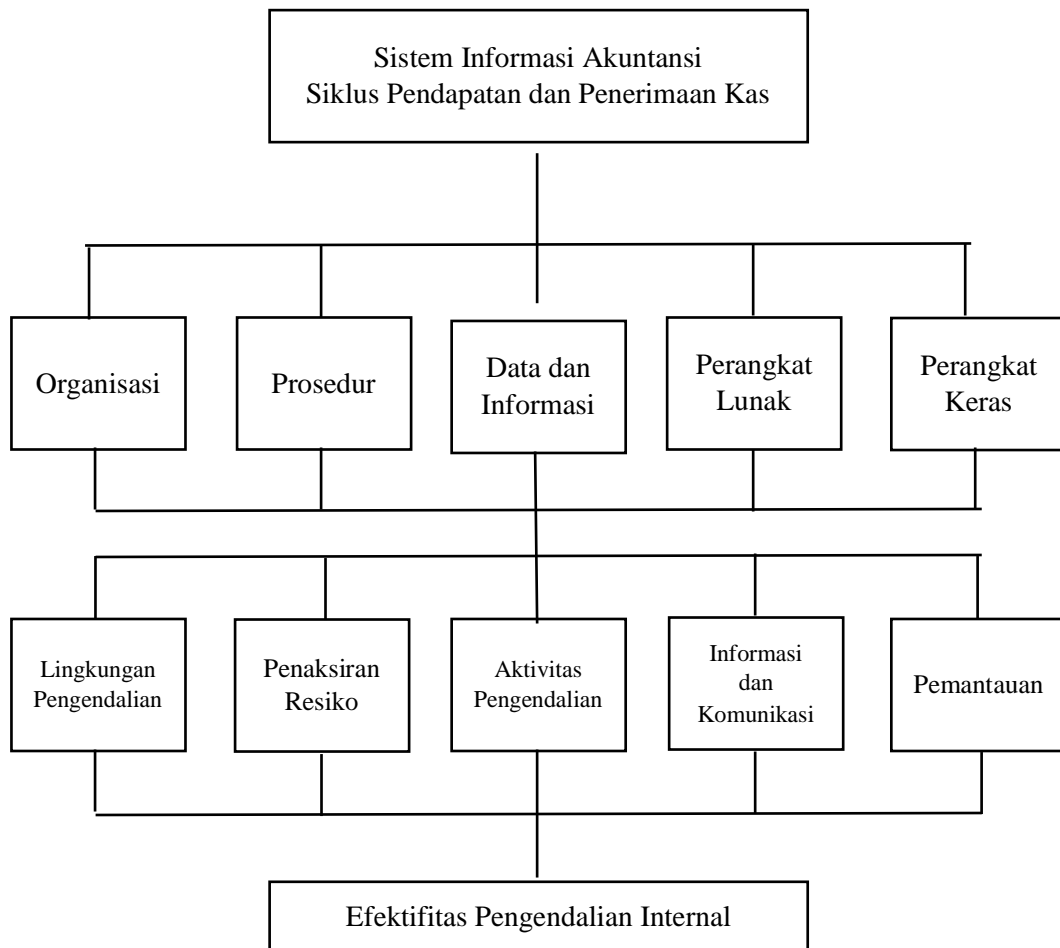 Sistem Informasi Akuntansi
Siklus Pendapatan dan Penerimaan Kas
Organisasi
Prosedur
Data dan
Informasi
Perangkat
Lunak
Perangkat
Keras
Lingkungan
Pengendalian
Penaksiran
Resiko
Aktivitas
Pengendalian
Informasi
dan
Komunikasi
Pemantauan
Efektifitas Pengendalian Internal